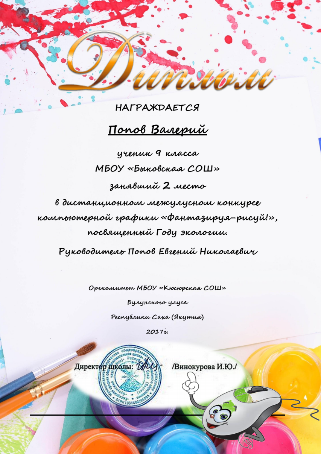 Диплом
НАГРАЖДАЕТСЯ
Попов Валерий
ученик 9 класса
МБОУ «Быковская СОШ»
занявший 2 место
в дистанционном межулусном конкурсе
компьютерной графики «Фантазируя-рисуй!»,
посвященный Году экологии.
Руководитель Попов Евгений Николаевич
Оргкомитет МБОУ «Кюсюрская СОШ»
Булунского улуса
Республики Саха (Якутия)
2017г.
Директор школы: /Винокурова И.Ю./